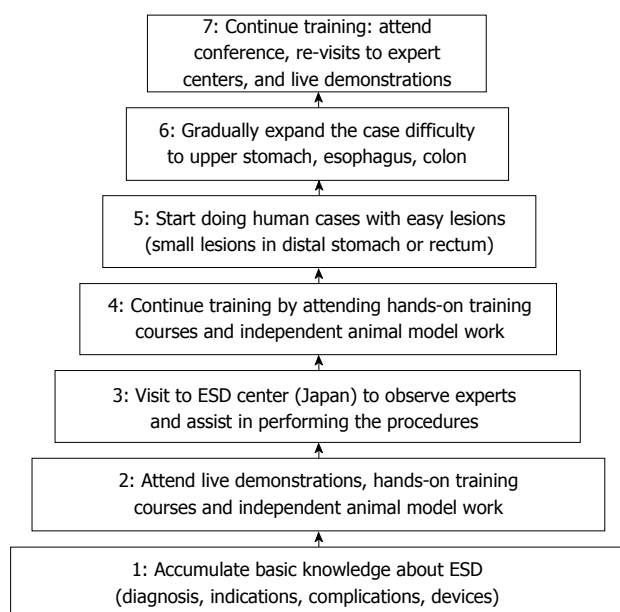 7: Continue training: attend
conference, re-visits to expert
centers, and live demonstrations
6: Gradually expand the case difficulty
to upper stomach, esophagus, colon
5: Start doing human cases with easy lesions
(small lesions in distal stomach or rectum)
4: Continue training by attending hands-on training
courses and independent animal model work
3: Visit to ESD center (Japan) to observe experts
and assist in performing the procedures
2: Attend live demonstrations, hands-on training
courses and independent animal model work
1: Accumulate basic knowledge about ESD
(diagnosis, indications, complications, devices)